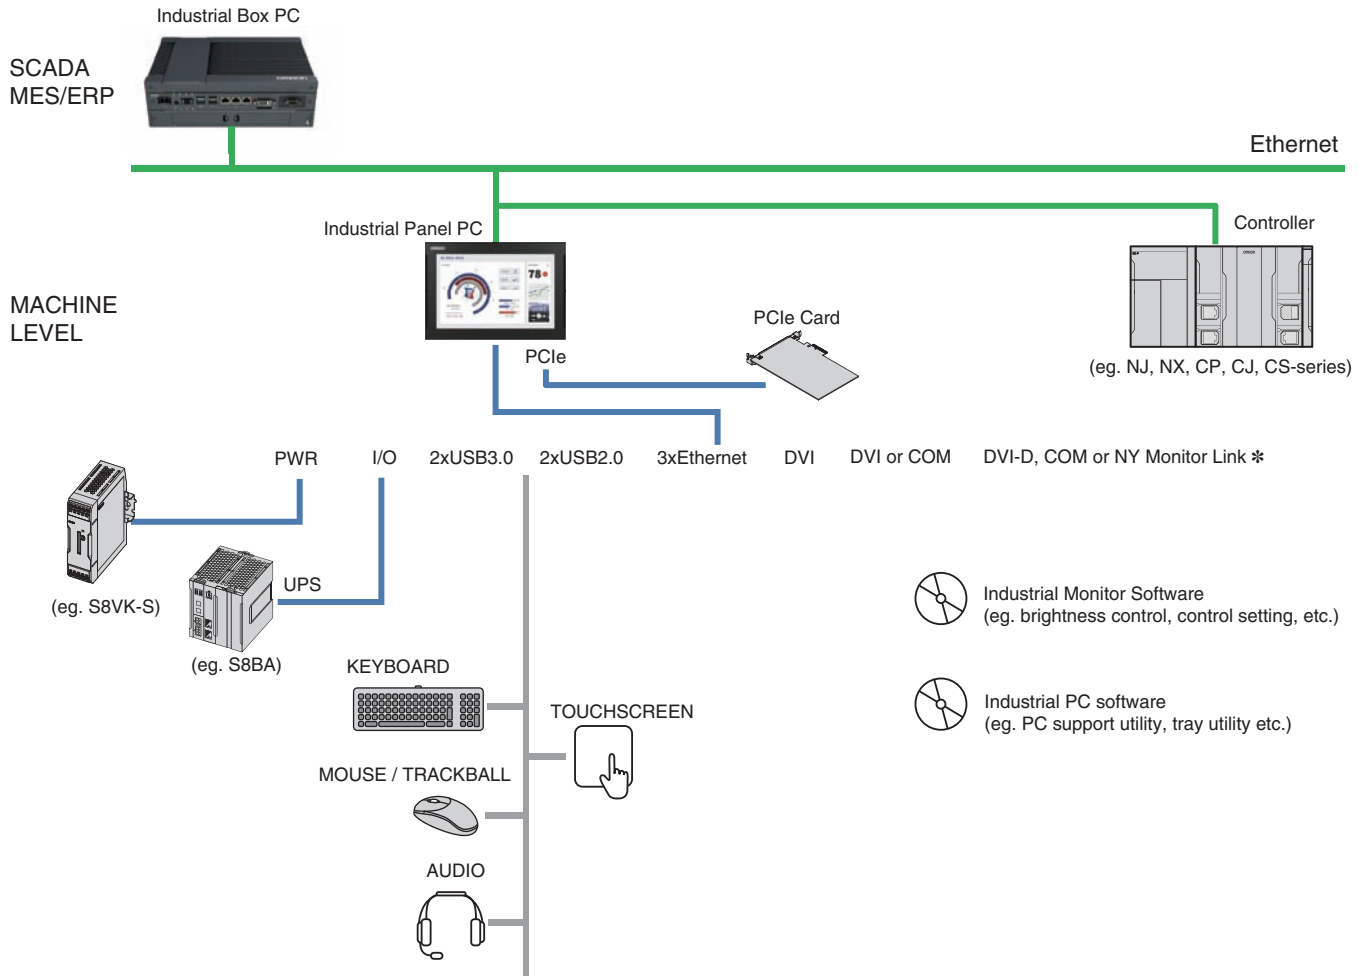 Industrial Box PC
SCADA
MES/ERP
OMRON
Ethernet
Industrial Panel PC
Controller
78
MACHINE
LEVEL
PCIe Card
PCIe
(eg. NJ, NX, CP, CJ, CS-series)
PWR I/O 2xUSB3.0 2xUSB2.0 3xEthernet DVI DVI or COM DVI-D, COM or NY Monitor Link ✻
UPS
(eg. S8VK-S)
(eg. S8BA)
Industrial Monitor Software
(eg. brightness control, control setting, etc.)
KEYBOARD
TOUCHSCREEN
Industrial PC software
(eg. PC support utility, tray utility etc.)
MOUSE / TRACKBALL
AUDIO